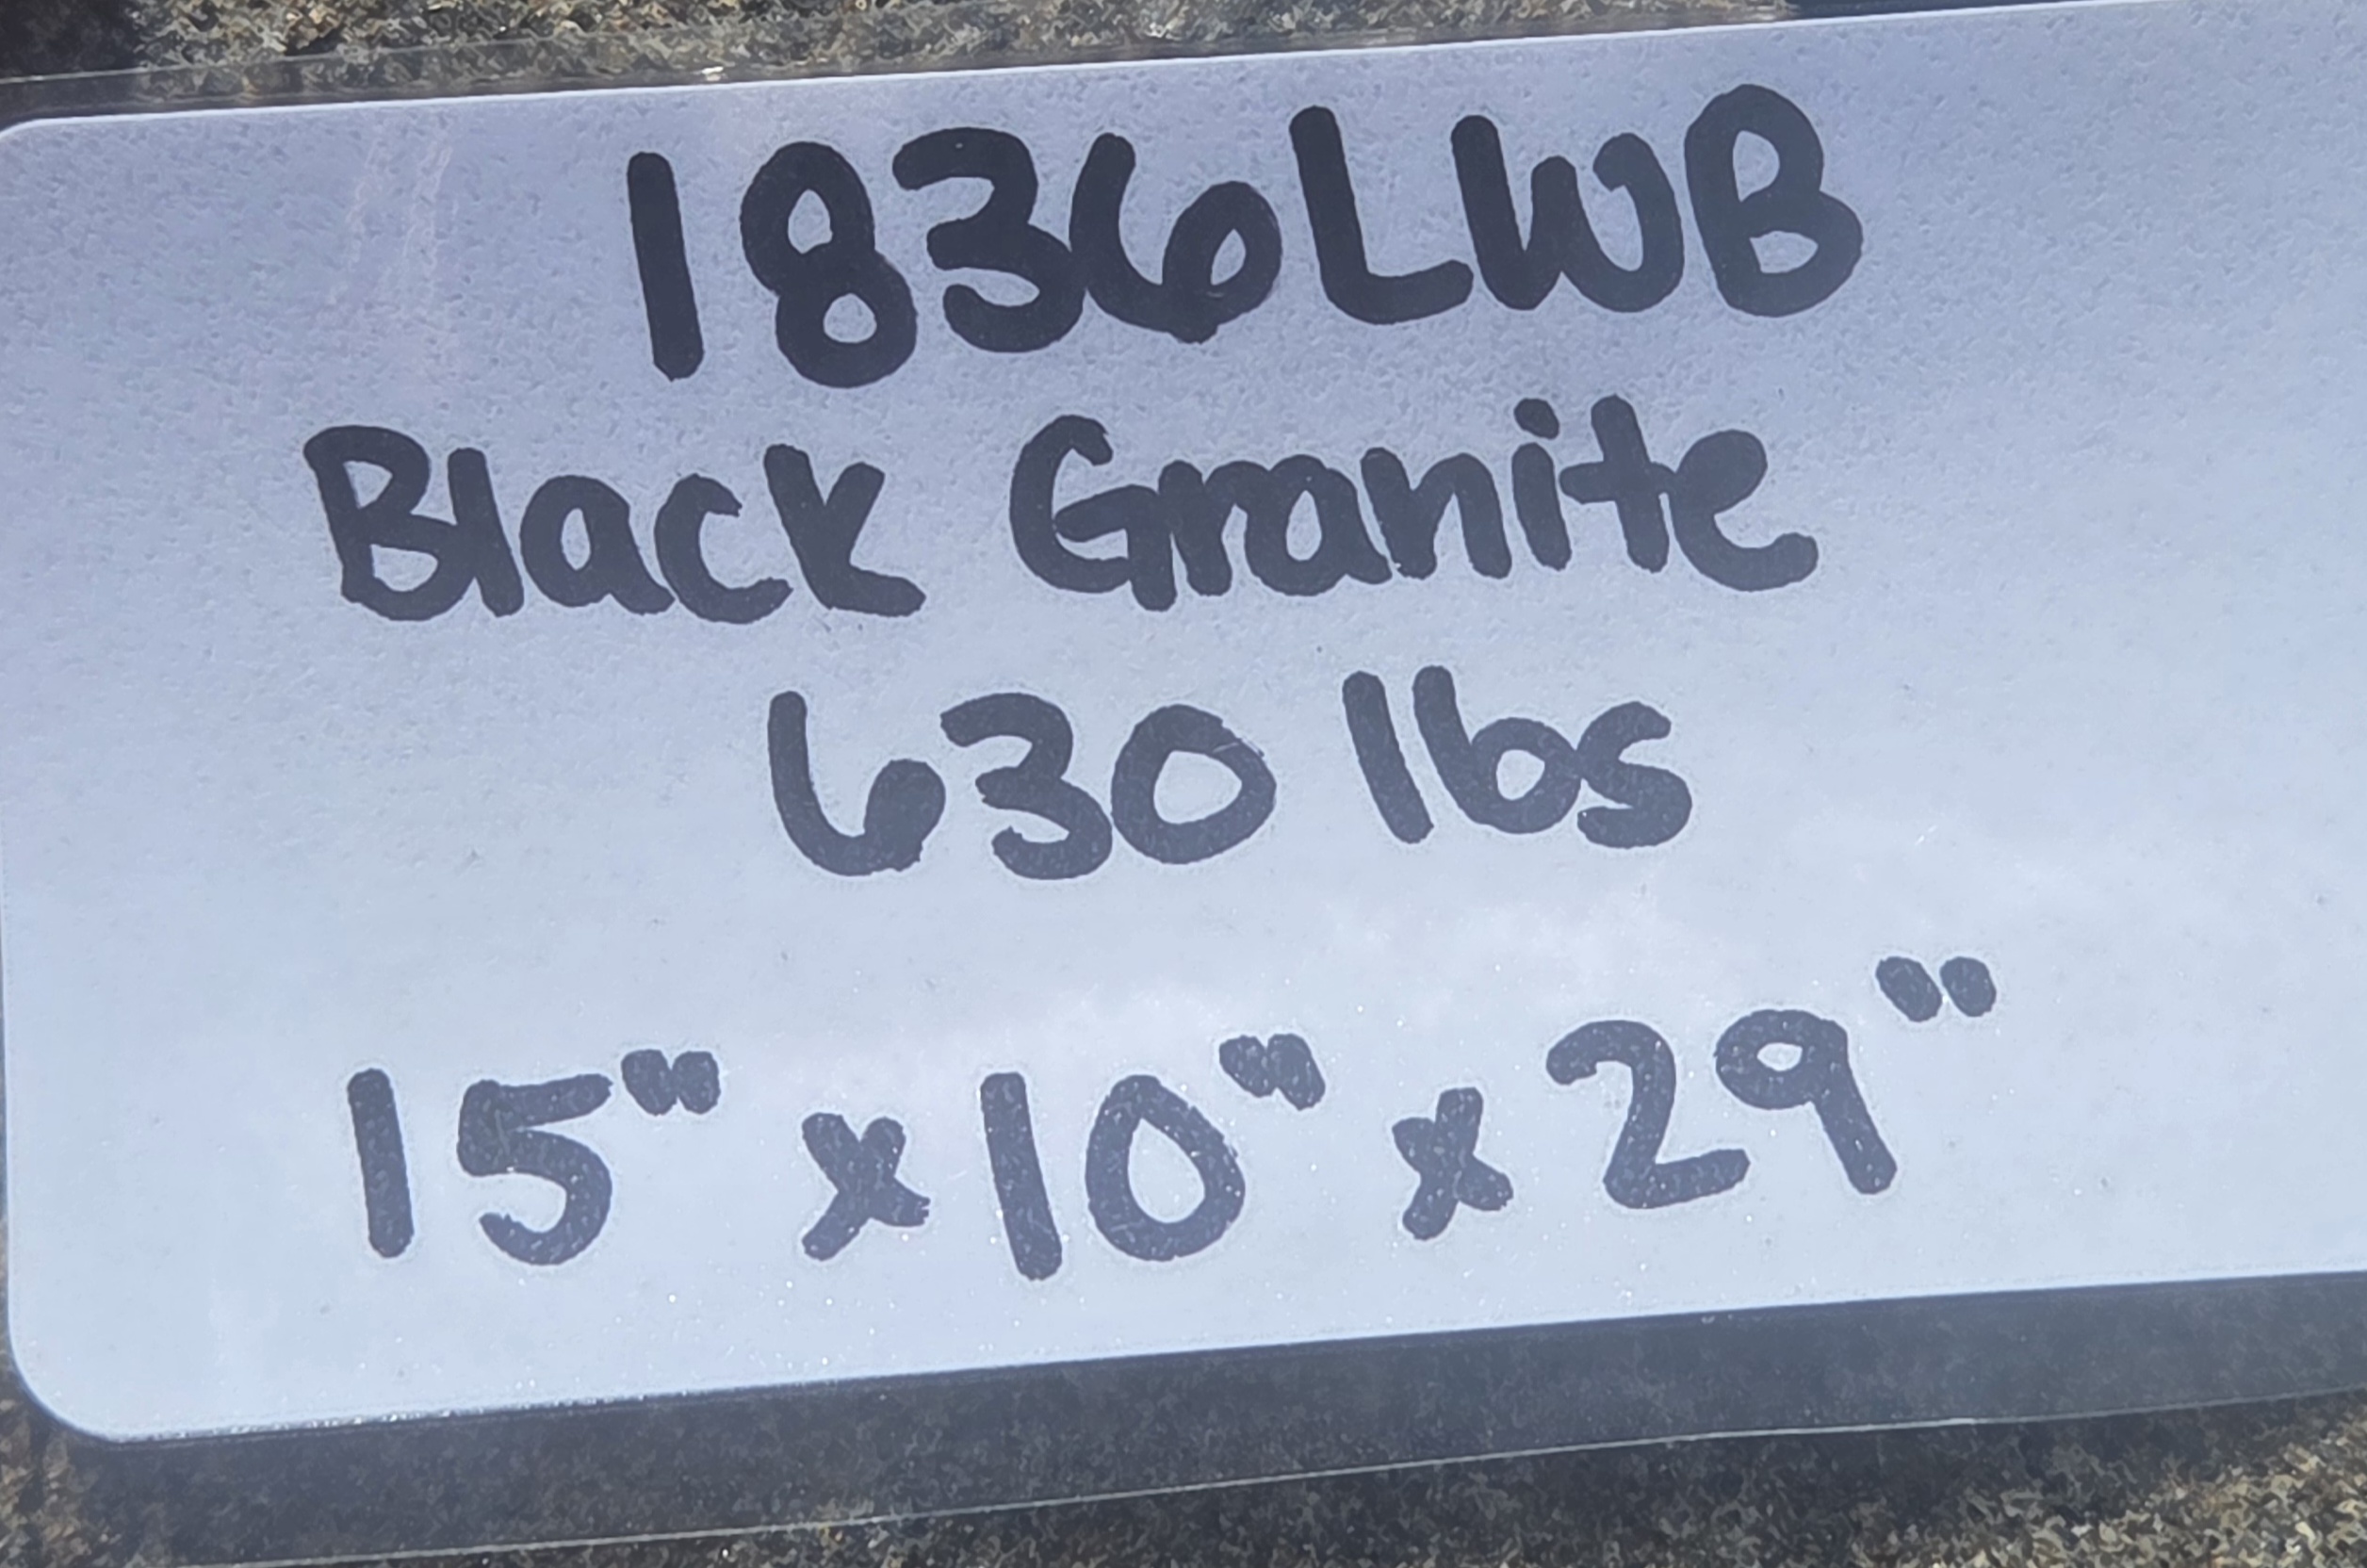 1836LWB
Black Granite
630 lbs
15" x 10" x 29"